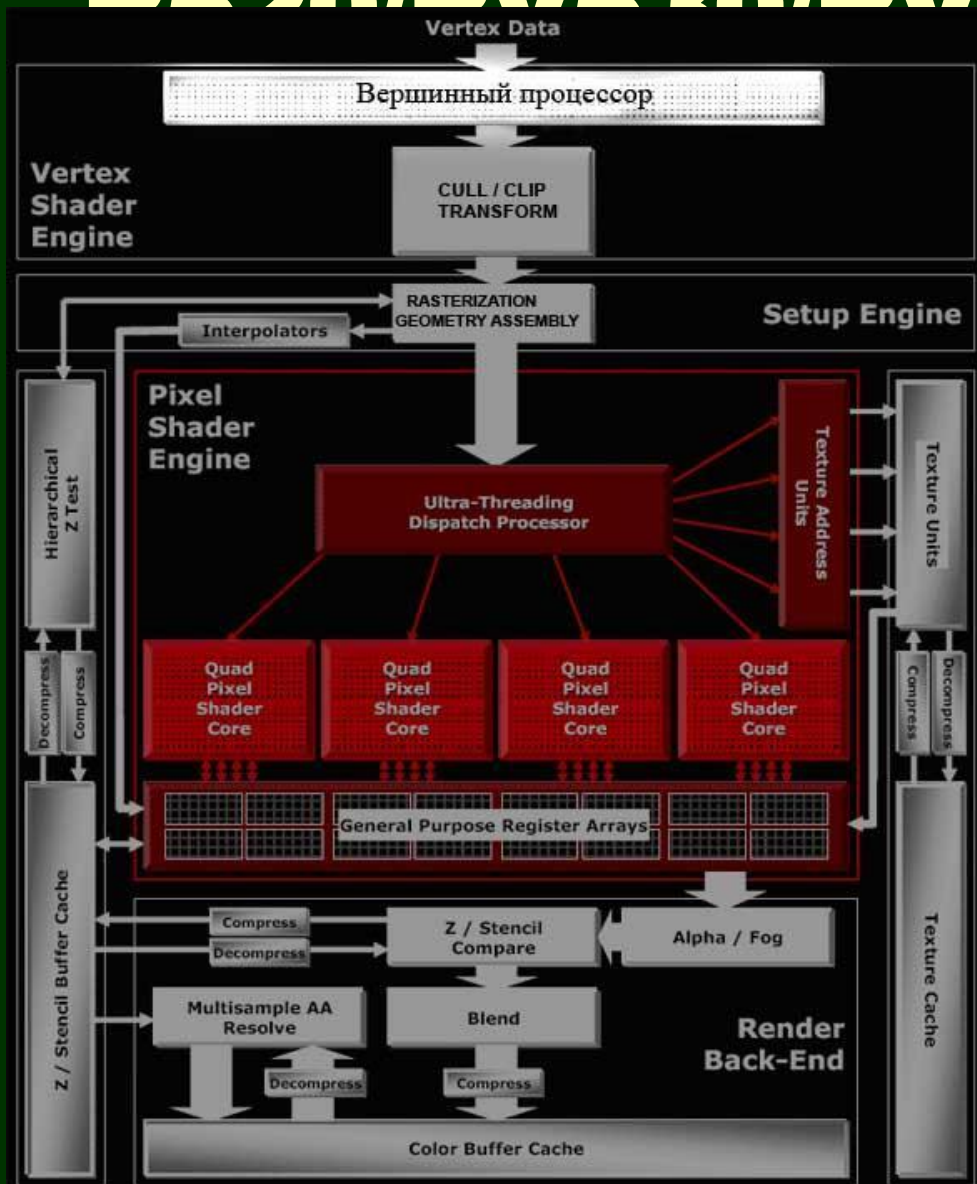 Vertex Data
Вершинный процессор
Vertex
Shader
Engine
CULL / CLIP
TRANSFORM
RASTERIZATION
GEOMETRY ASSEMBLY
Interpolators
Setup Engine
Hierarchical
Z Test
Pixel
Shader
Engine
Ultra-Threading
Dispatch Processor
Texture Address
Units
Texture Units
Decompress
Compress
Quad
Pixel
Shader
Core
Quad
Pixel
Shader
Core
Quad
Pixel
Shader
Core
Quad
Pixel
Shader
Core
Compress
Decompress
General Purpose Register Arrays
Z / Stencil Buffer Cache
Compress
Decompress
Z / Stencil
Compare
Alpha / Fog
Texture Cache
Multisample AA
Resolve
Blend
Render
Back-End
Decompress
Compress
Color Buffer Cache